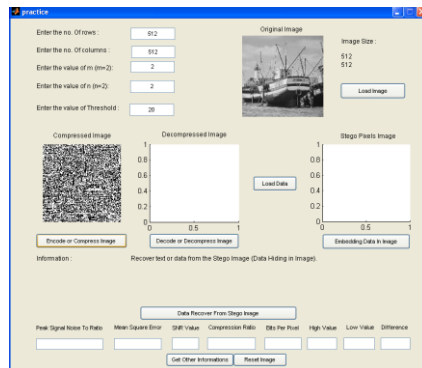 practice
Enter the no. Of rows : 512
Enter the no. Of columns : 512
Enter the value of m (m=2): 2
Enter the value of n (n=2): 2
Enter the value of Threshold : 20
Original Image
Image Size :
512
512
Load Image
Compressed Image
Decompressed Image
Stego Pixels Image
1
0.8
0.6
0.4
0.2
0
0 0.5 1
Load Data
1
0.8
0.6
0.4
0.2
0
0 0.5 1
Encode or Compress Image
Decode or Decompress Image
Embedding Data in Image
Information : Recover text or data from the Stego Image (Data Hiding in Image).
Data Recover From Stego Image
Peak Signal Noise To Ratio Mean Square Error SNR Value Compression Ratio Bits Per Pixel High Value Low Value Difference
Get Other Informations Reset Image